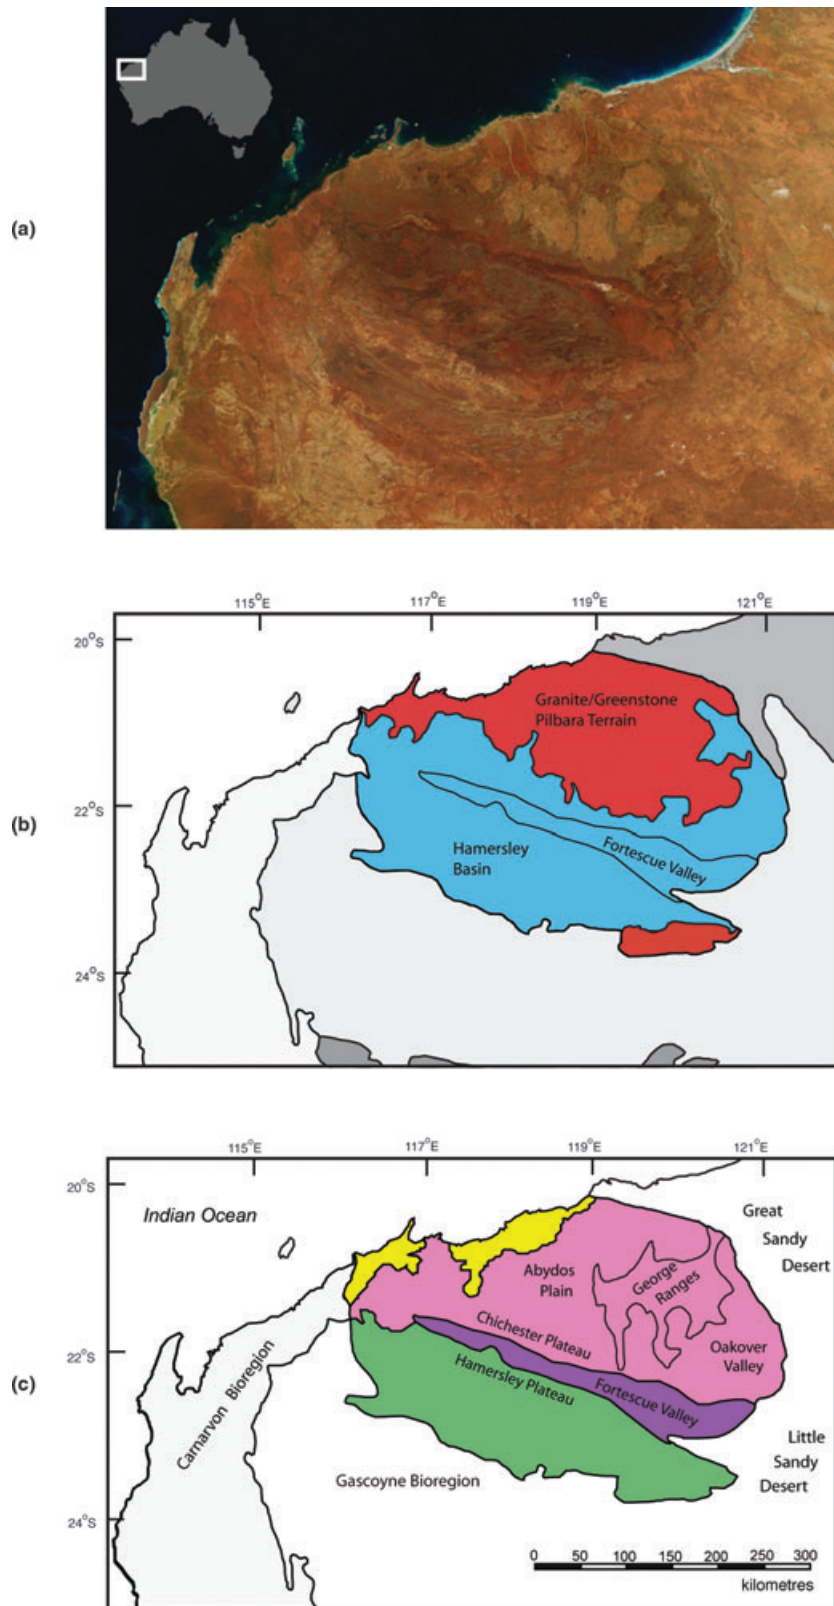 (a)
115°E
117°E
119°E
121°E
20°S
22°S
24°S
Granite/Greenstone
Pilbara Terrain
Fortescue Valley
Hamersley
Basin
(b)
115°E
117°E
119°E
121°E
20°S
22°S
24°S
Indian Ocean
Great
Sandy
Desert
Abydos
Plain
George
Ranges
Chichester Plateau
Oakover
Valley
Hamersley Plateau
Fortescue Valley
Carnarvon Bioregion
(c)
Little
Sandy
Desert
Gascoyne Bioregion
0 50 100 150 200 250 300
kilometres